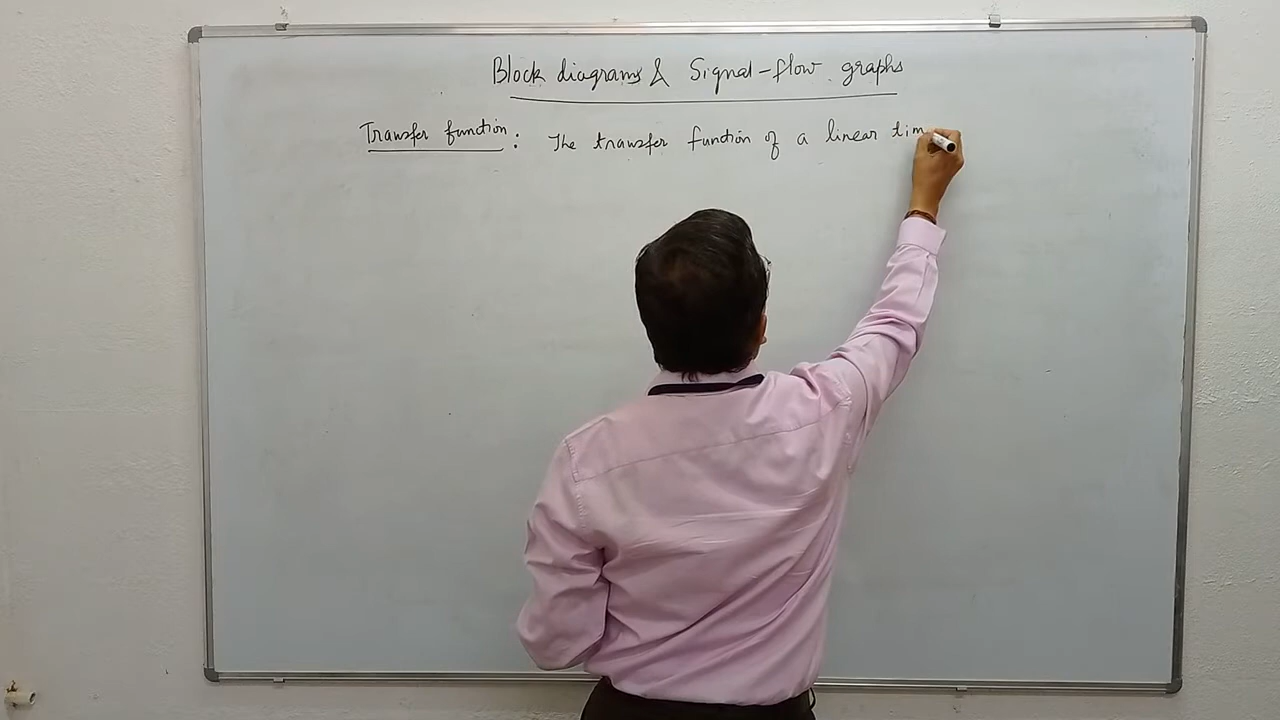 Block diagrams & Signal-flow graphs
Transfer function: The transfer function of a linear tim